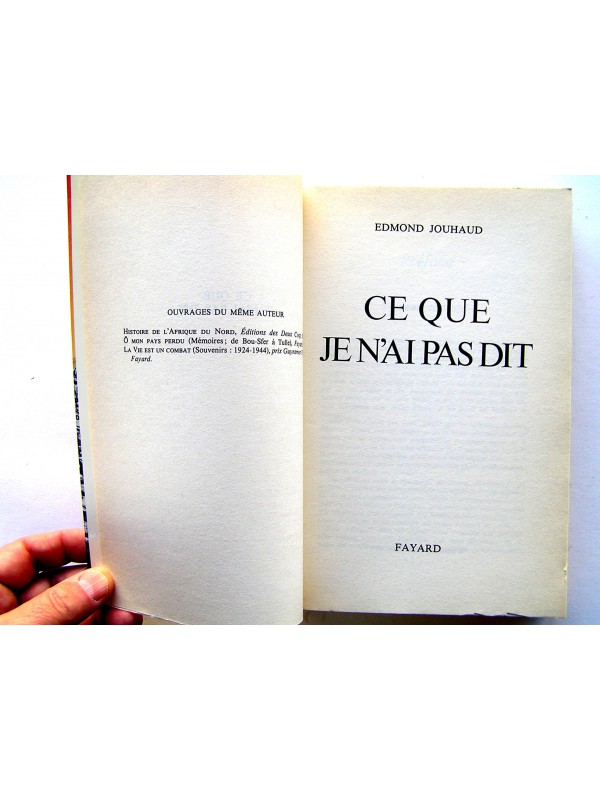 OUVRAGES DU MÊME AUTEUR
HISTOIRE DE L'AFRIQUE DU NORD, Éditions des Deux
Ô MON PAYS PERDU (Mémoires ; de Bou-Sfer à Tulle),
LA VIE EST UN COMBAT (Souvenirs : 1924-1944), prix
Fayard.
EDMOND JOUHAUD
CE QUE
JE N'AI PAS DIT
FAYARD